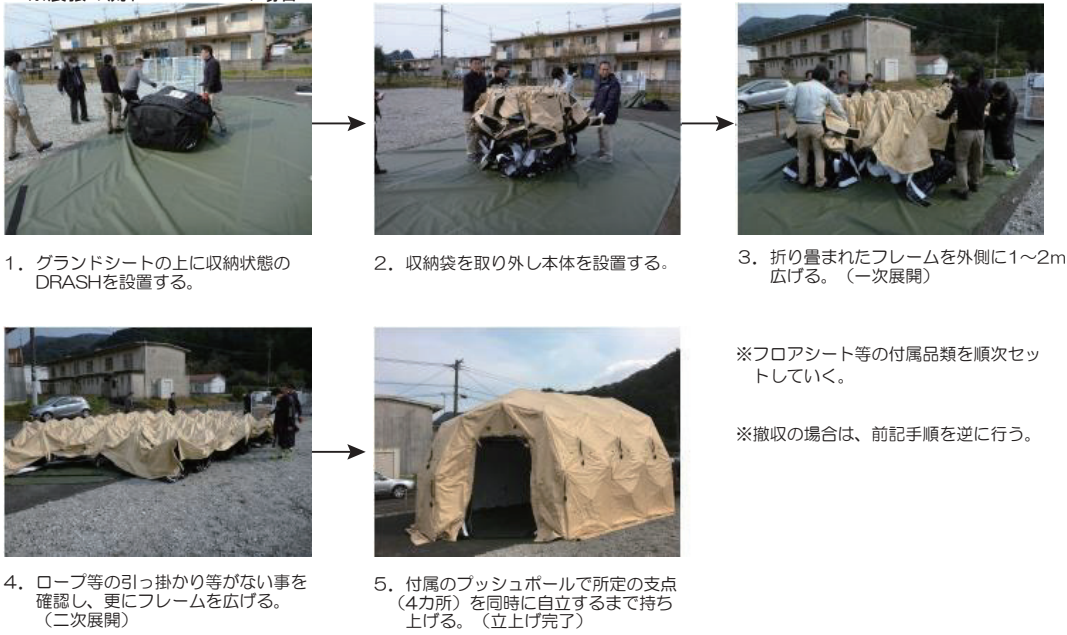 1．グランドシートの上に収納状態の
DRASHを設置する。
2．収納袋を取り外し本体を設置する。
3．折り畳まれたフレームを外側に1～2m
広げる。（一次展開）
4．ロープ等の引っ掛かり等がない事を
確認し、更にフレームを広げる。
（二次展開）
5．付属のプッシュポールで所定の支点
（4カ所）を同時に自立するまで持ち
上げる。（立上げ完了）
※フロアシート等の付属品類を順次セッ
トしていく。
※撤収の場合は、前記手順を逆に行う。